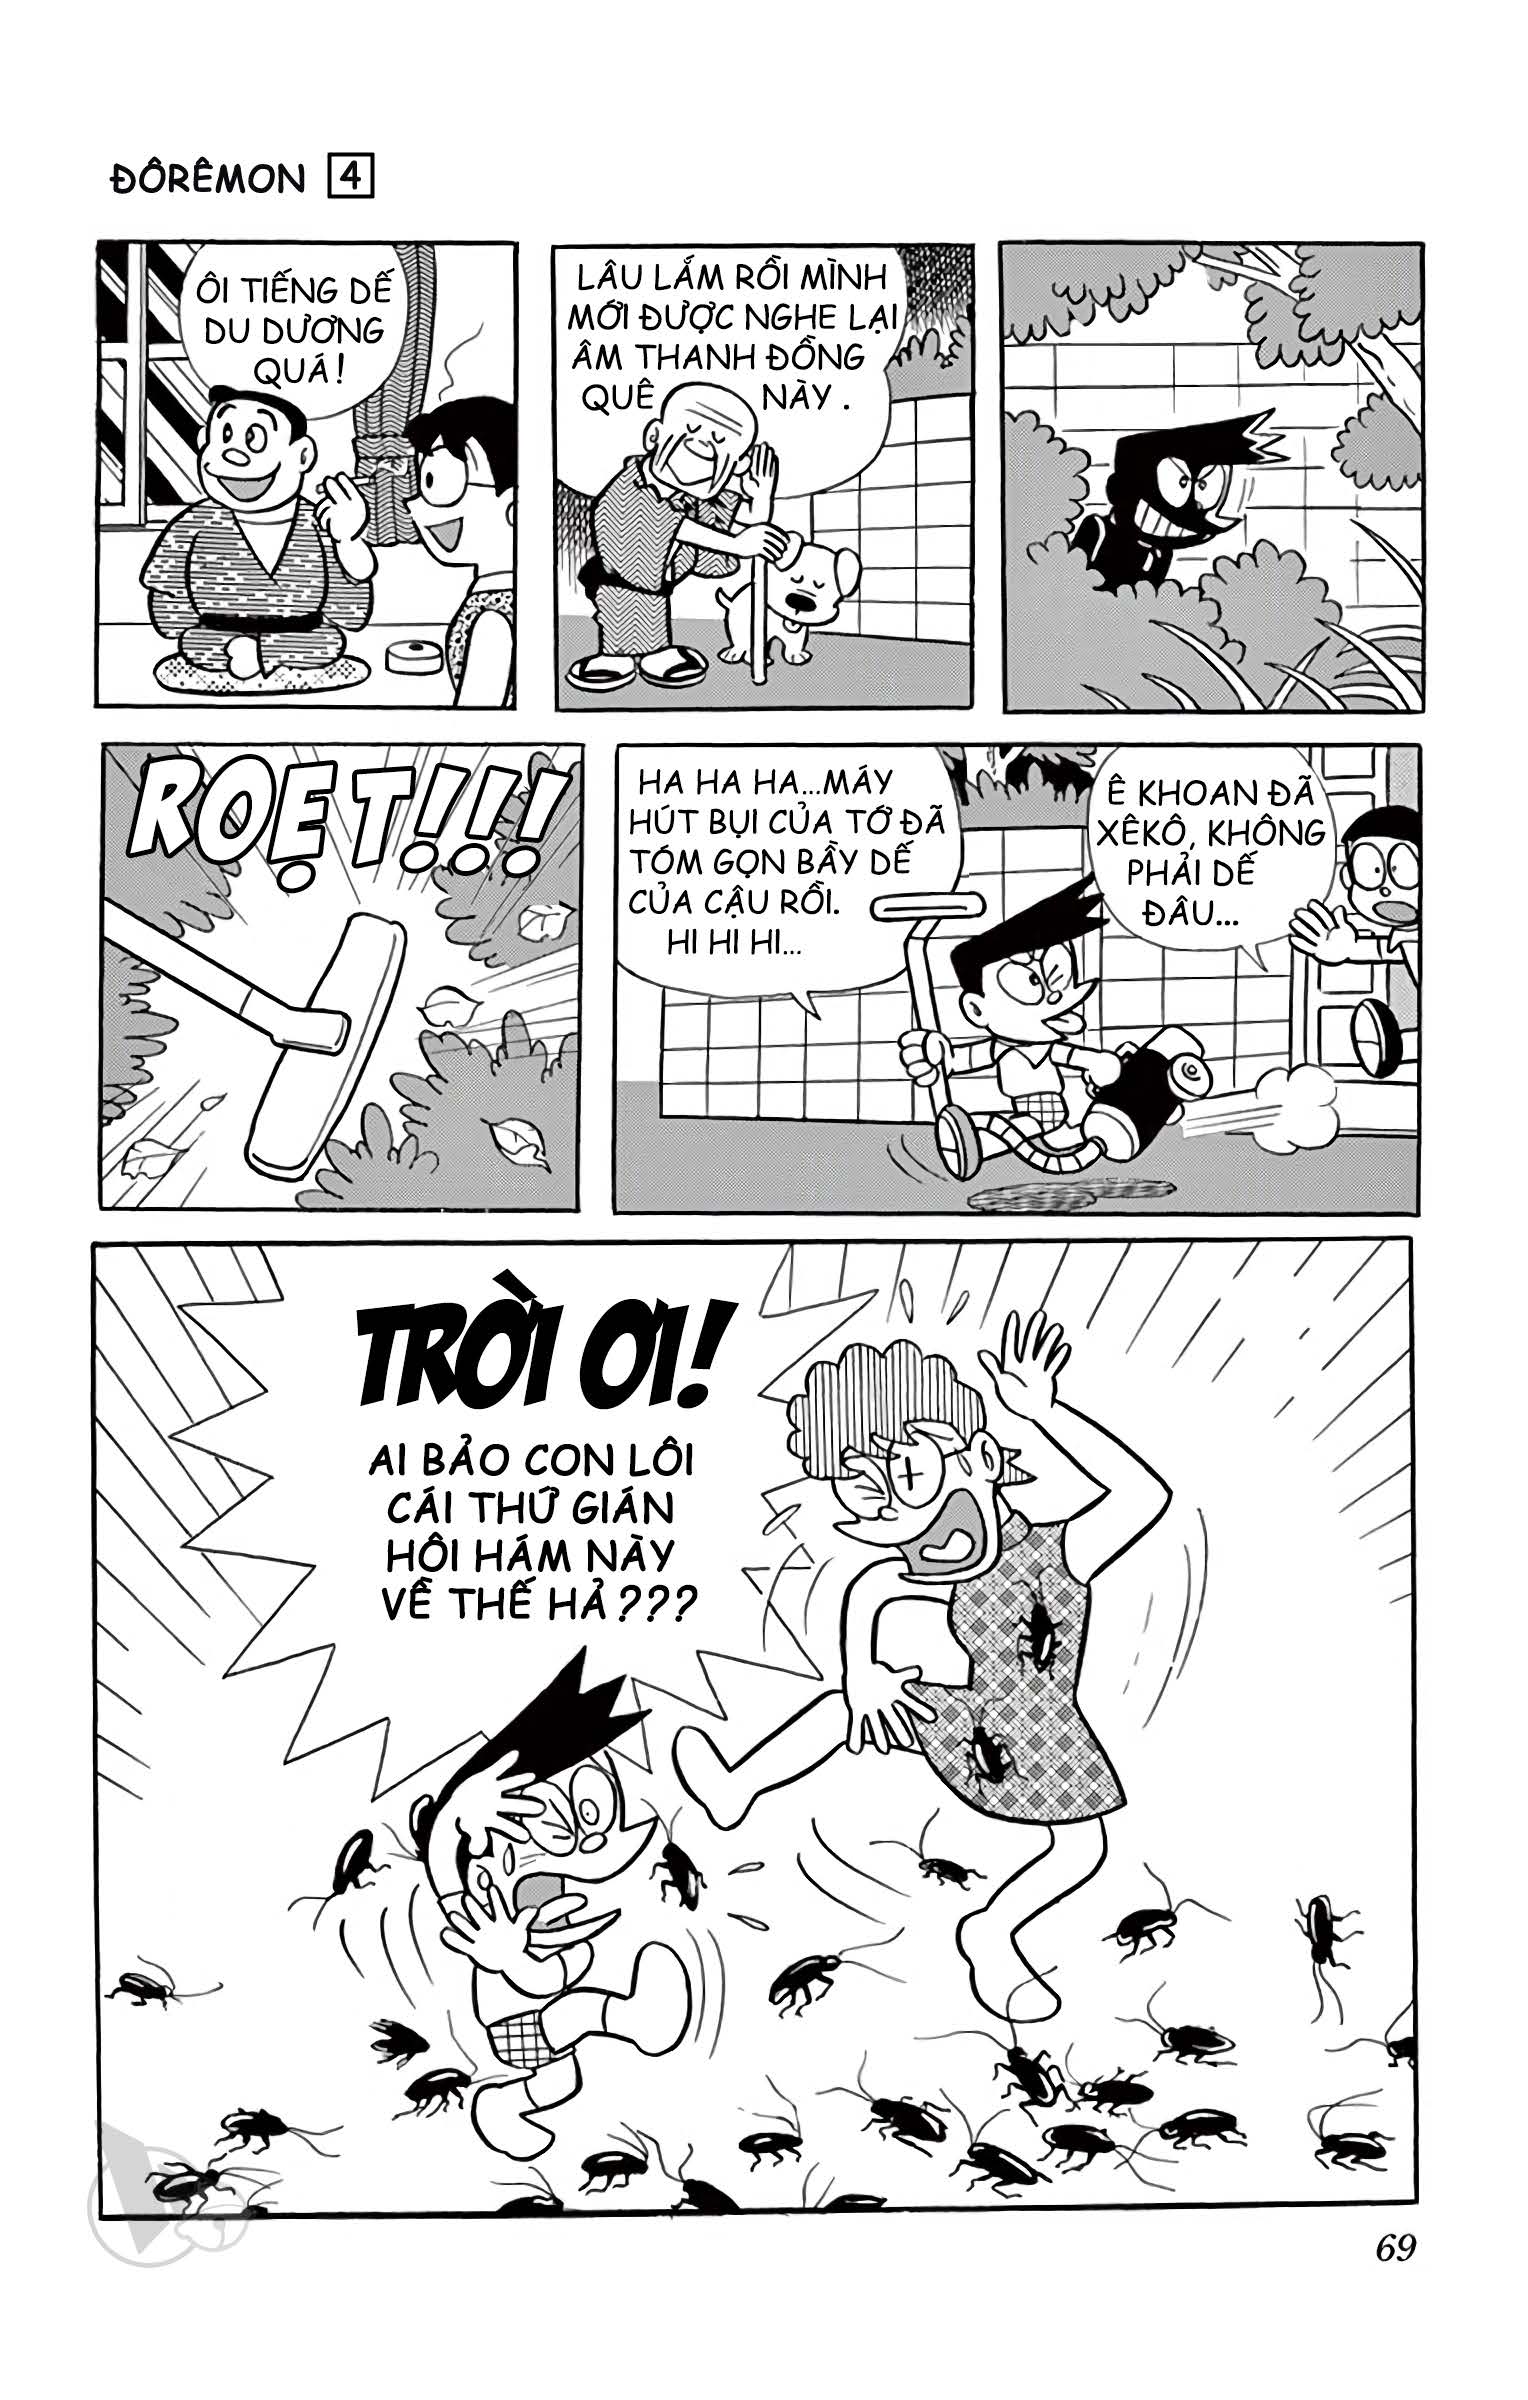 ĐÔRÊMON 4
ÔI TIẾNG DẾ
DU DƯƠNG
QUÁ!
LÂU LẮM RỒI MÌNH
MỚI ĐƯỢC NGHE LẠI
ÂM THANH ĐỒNG
QUÊ NÀY.
ROẸT!!!
HA HA HA...MÁY
HÚT BỤI CỦA TỚ ĐÃ
TÓM GỌN BẦY DẾ
CỦA CẬU RỒI.
HI HI HI...
Ê KHOAN ĐÃ
XÊKÔ, KHÔNG
PHẢI DẾ
ĐÂU...
TRỜI ƠI!
AI BẢO CON LÔI
CÁI THỨ GIÁN
HÔI HÁM NÀY
VỀ THẾ HẢ???
69